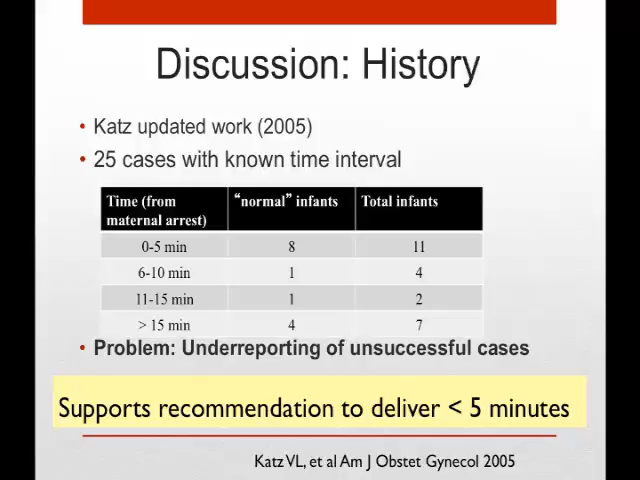 Discussion: History
• Katz updated work (2005)
• 25 cases with known time interval
Time (from maternal arrest) “normal” infants Total infants
0-5 min 8 11
6-10 min 1 4
11-15 min 1 2
> 15 min 4 7
• Problem: Underreporting of unsuccessful cases
Supports recommendation to deliver < 5 minutes
Katz VL, et al Am J Obstet Gynecol 2005